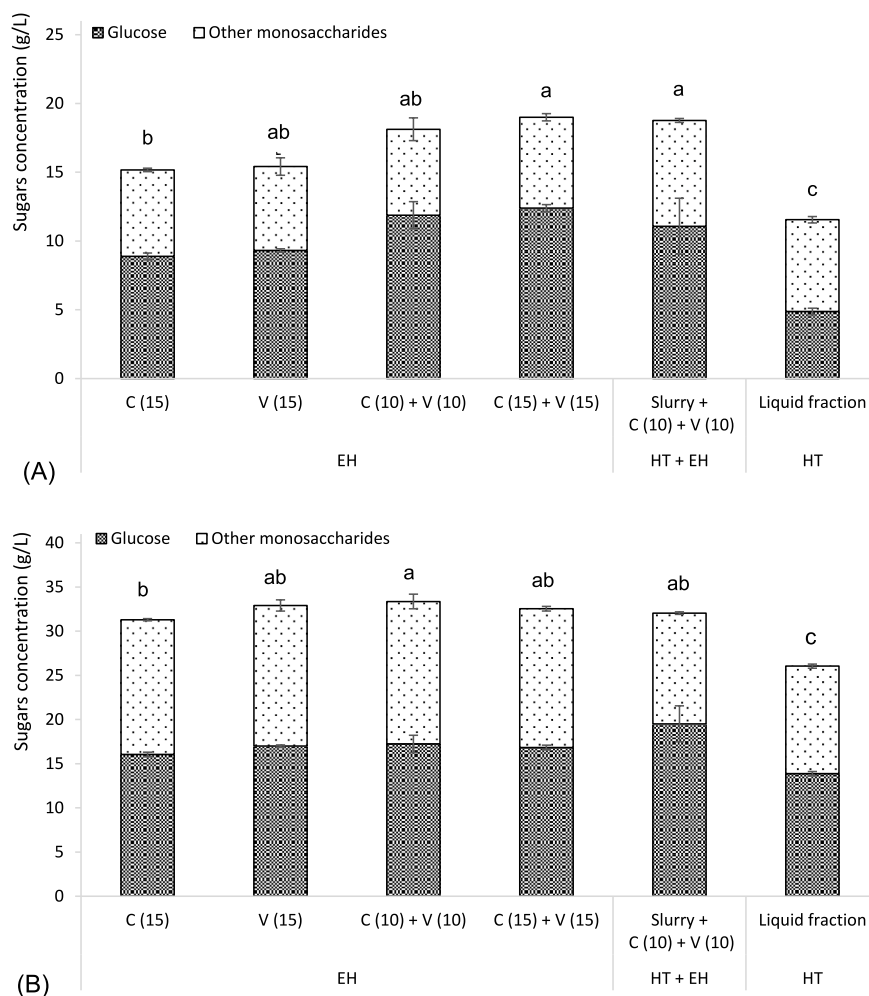 (A)
Sugars concentration (g/L)
25
20
15
10
5
0
Glucose Other monosaccharides
b ab ab a a c
C (15) V (15) C (10) + V (10) C (15) + V (15) Slurry + Liquid fraction
C (10) + V (10)
EH HT + EH HT
(B)
Sugars concentration (g/L)
40
35
30
25
20
15
10
5
0
Glucose Other monosaccharides
b ab a ab ab c
C (15) V (15) C (10) + V (10) C (15) + V (15) Slurry + Liquid fraction
C (10) + V (10)
EH HT + EH HT